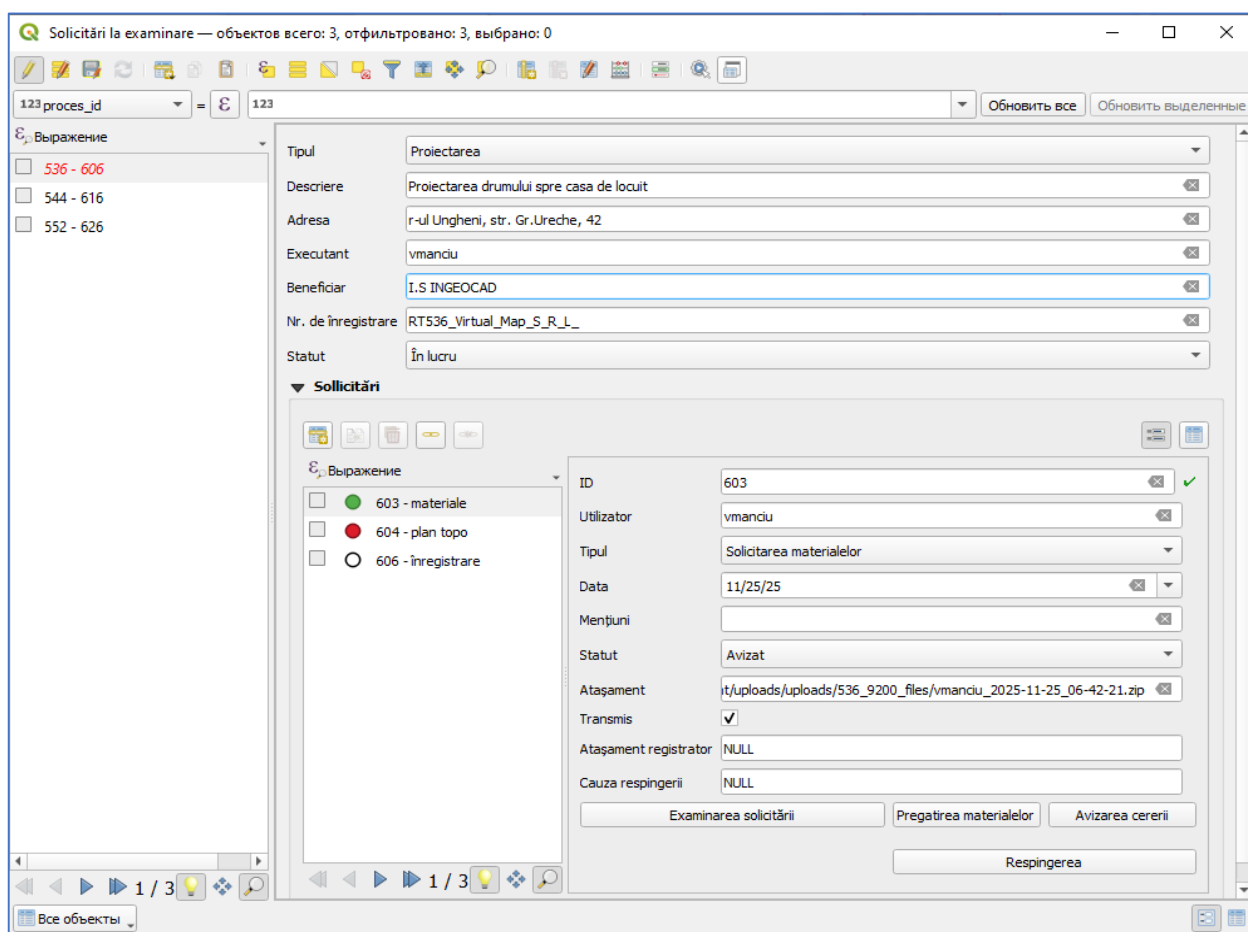 Solicitări la examinare — объектов всего: 3, отфильтровано: 3, выбрано: 0
123 proces_id = ε 123 Обновить все Обновить выделенные
Выражение
536 - 606
544 - 616
552 - 626
Tipul Proiectarea
Descriere Proiectarea drumului spre casa de locuit
Adresa r-ul Ungheni, str. Gr.Ureche, 42
Executant vmanciu
Beneficiar I.S INGEOCAD
Nr. de înregistrare RT536_Virtual_Map_S_R_L_
Statut În lucru
Sollicitări
Выражение
603 - materiale
604 - plan topo
606 - înregistrare
ID 603
Utilizator vmanciu
Tipul Solicitarea materialelor
Data 11/25/25
Mențiuni
Statut Avizat
Atașament ıt/uploads/uploads/536_9200_files/vmanciu_2025-11-25_06-42-21.zip
Transmis
Atașament registrator NULL
Cauza respingerii NULL
Examinarea solicitării Pregatirea materialelor Avizarea cererii
Respingerea
1 / 3
1 / 3
Все объекты